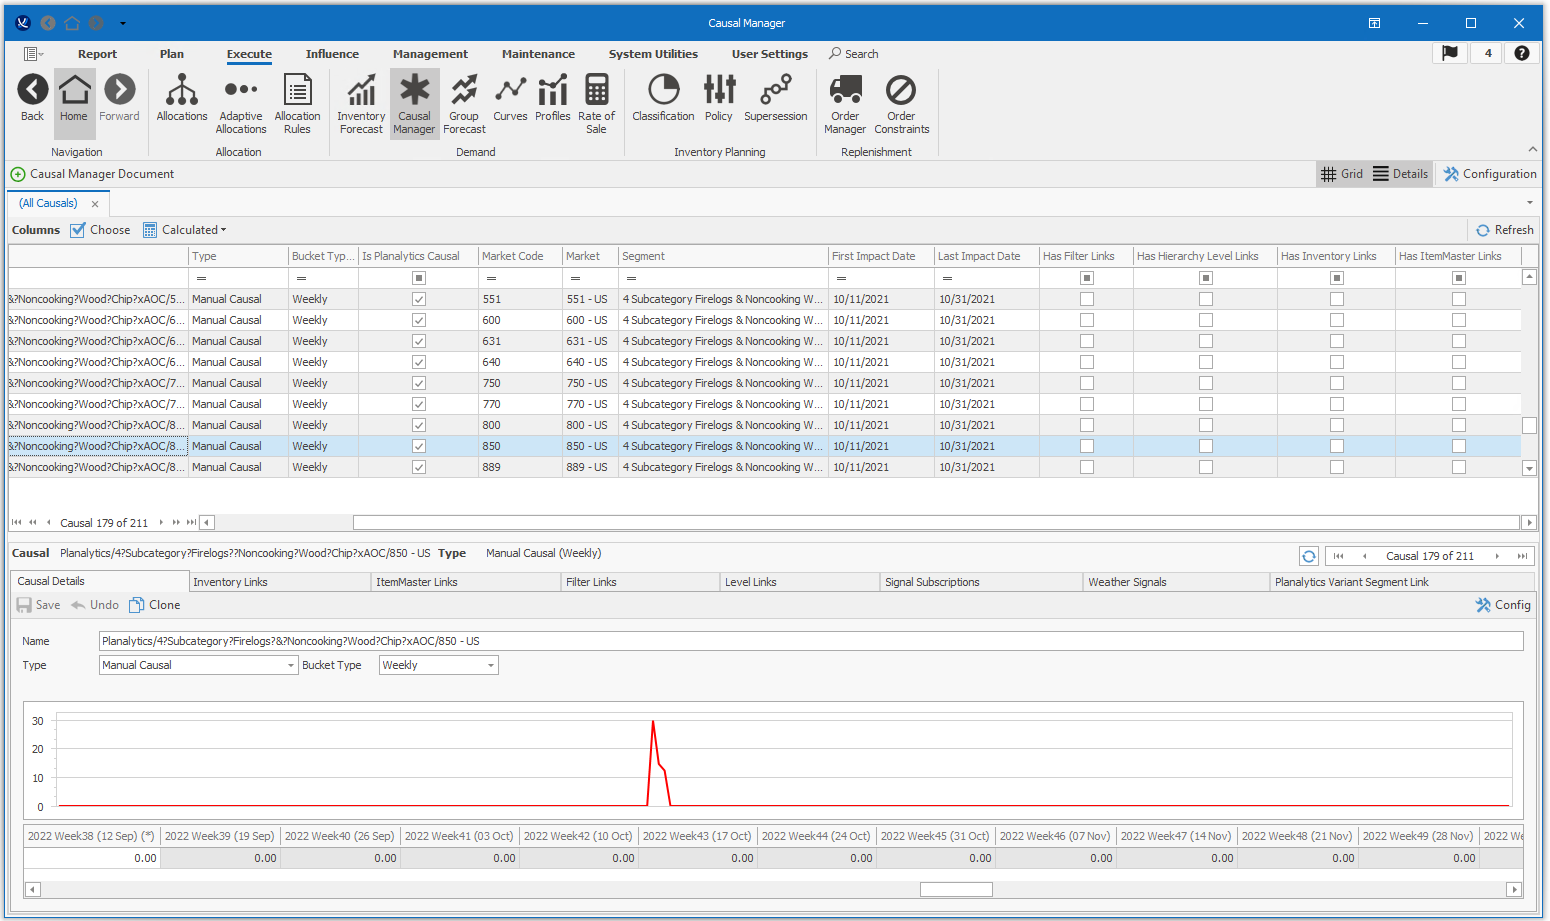 Causal Manager
Report Plan Execute Influence Management Maintenance System Utilities User Settings Search 4 ?
Back Home Forward Allocations Adaptive Allocations Allocation Rules Inventory Forecast Causal Manager Group Forecast Curves Profiles Rate of Sale Classification Policy Supersession Order Manager Order Constraints
Navigation Allocation Demand Inventory Planning Replenishment
Causal Manager Document Grid Details Configuration
(All Causals) ×
Columns Choose Calculated Refresh
Type Bucket Typ... Is Planalytics Causal Market Code Market Segment First Impact Date Last Impact Date Has Filter Links Has Hierarchy Level Links Has Inventory Links Has ItemMaster Links
= = = = = = =
&?Noncooking?Wood?Chip?xAOC/5... Manual Causal Weekly 551 551 - US 4 Subcategory Firelogs & Noncooking W... 10/11/2021 10/31/2021
&?Noncooking?Wood?Chip?xAOC/6... Manual Causal Weekly 600 600 - US 4 Subcategory Firelogs & Noncooking W... 10/11/2021 10/31/2021
&?Noncooking?Wood?Chip?xAOC/6... Manual Causal Weekly 631 631 - US 4 Subcategory Firelogs & Noncooking W... 10/11/2021 10/31/2021
&?Noncooking?Wood?Chip?xAOC/6... Manual Causal Weekly 640 640 - US 4 Subcategory Firelogs & Noncooking W... 10/11/2021 10/31/2021
&?Noncooking?Wood?Chip?xAOC/7... Manual Causal Weekly 750 750 - US 4 Subcategory Firelogs & Noncooking W... 10/11/2021 10/31/2021
&?Noncooking?Wood?Chip?xAOC/7... Manual Causal Weekly 770 770 - US 4 Subcategory Firelogs & Noncooking W... 10/11/2021 10/31/2021
&?Noncooking?Wood?Chip?xAOC/8... Manual Causal Weekly 800 800 - US 4 Subcategory Firelogs & Noncooking W... 10/11/2021 10/31/2021
&?Noncooking?Wood?Chip?xAOC/8... Manual Causal Weekly 850 850 - US 4 Subcategory Firelogs & Noncooking W... 10/11/2021 10/31/2021
&?Noncooking?Wood?Chip?xAOC/8... Manual Causal Weekly 889 889 - US 4 Subcategory Firelogs & Noncooking W... 10/11/2021 10/31/2021
Causal 179 of 211
Causal Planalytics/4?Subcategory?Firelogs??Noncooking?Wood?Chip?xAOC/850 - US Type Manual Causal (Weekly) Causal 179 of 211
Causal Details Inventory Links ItemMaster Links Filter Links Level Links Signal Subscriptions Weather Signals Planalytics Variant Segment Link
Save Undo Clone Config
Name Planalytics/4?Subcategory?Firelogs?&?Noncooking?Wood?Chip?xAOC/850 - US
Type Manual Causal Bucket Type Weekly
30
20
10
0
2022 Week38 (12 Sep) (*) 2022 Week39 (19 Sep) 2022 Week40 (26 Sep) 2022 Week41 (03 Oct) 2022 Week42 (10 Oct) 2022 Week43 (17 Oct) 2022 Week44 (24 Oct) 2022 Week45 (31 Oct) 2022 Week46 (07 Nov) 2022 Week47 (14 Nov) 2022 Week48 (21 Nov) 2022 Week49 (28 Nov) 2022 We
0.00 0.00 0.00 0.00 0.00 0.00 0.00 0.00 0.00 0.00 0.00 0.00